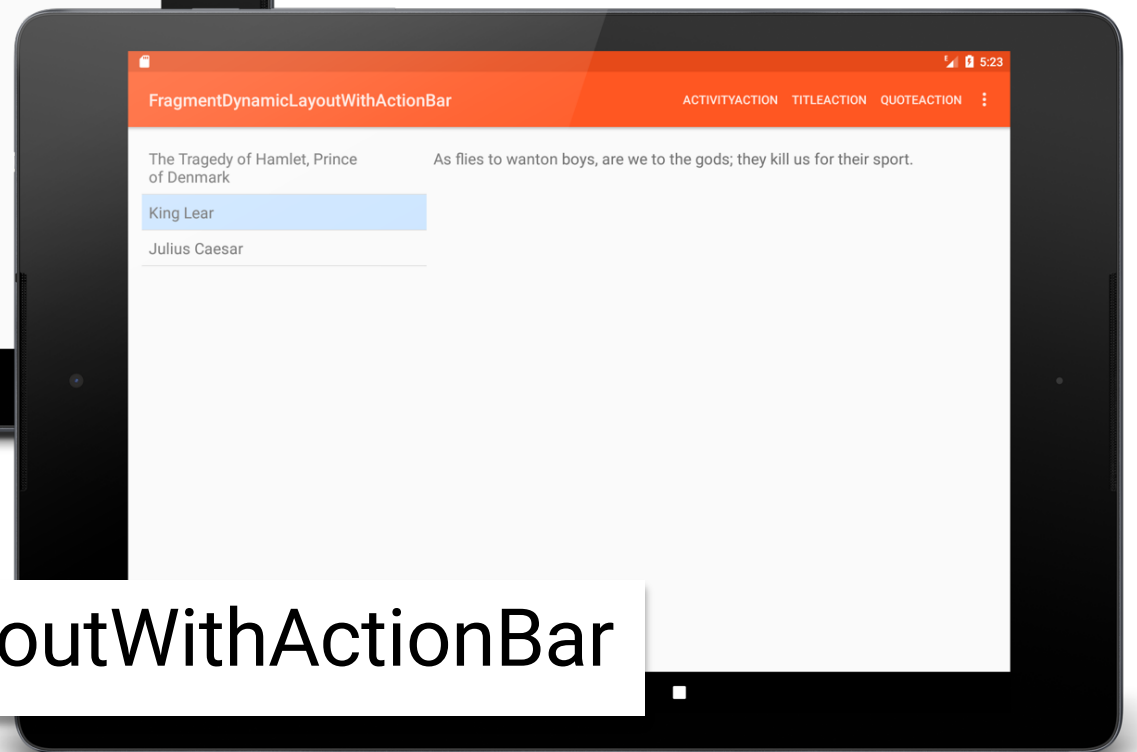 5:23
FragmentDynamicLayoutWithActionBar
ACTIVITYACTION TITLEACTION QUOTEACTION
The Tragedy of Hamlet, Prince
of Denmark
As flies to wanton boys, are we to the gods; they kill us for their sport.
King Lear
Julius Caesar
outWithActionBar